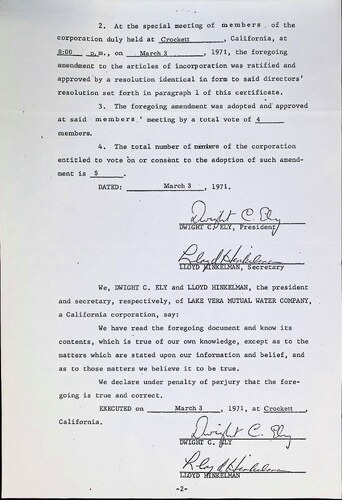 2. At the special meeting of members of the
corporation duly held at Crockett, California, at
8:00 p.m., on March 3, 1971, the foregoing
amendment to the articles of incorporation was ratified and
approved by a resolution identical in form to said directors'
resolution set forth in paragraph 1 of this certificate.
3. The foregoing amendment was adopted and approved
at said members' meeting by a total vote of 4
members.
4. The total number of members of the corporation
entitled to vote on or consent to the adoption of such amend-
ment is 5.
DATED: March 3, 1971.
Dwight C. Ely
DWIGHT C. ELY, President
Lloyd Hinkelman
LLOYD HINKELMAN, Secretary
We, DWIGHT C. ELY and LLOYD HINKELMAN, the president
and secretary, respectively, of LAKE VERA MUTUAL WATER COMPANY,
a California corporation, say:
We have read the foregoing document and know its
contents, which is true of our own knowledge, except as to the
matters which are stated upon our information and belief, and
as to those matters we believe it to be true.
We declare under penalty of perjury that the fore-
going is true and correct.
EXECUTED on March 3, 1971, at Crockett,
California.
Dwight C. Ely
DWIGHT C. ELY
Lloyd Hinkelman
LLOYD HINKELMAN
-2-